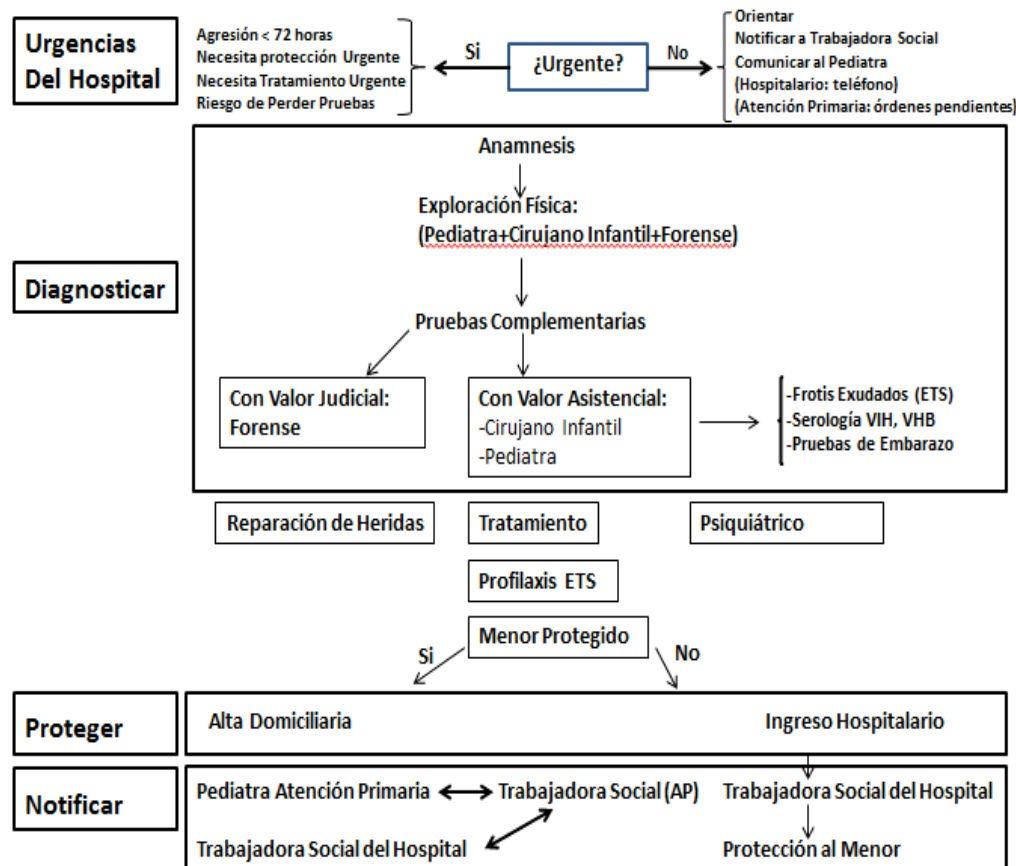 Urgencias
Del Hospital
Agresión < 72 horas
Necesita protección Urgente
Necesita Tratamiento Urgente
Riesgo de Perder Pruebas
Si
¿Urgente?
No
Orientar
Notificar a Trabajadora Social
Comunicar al Pediatra
(Hospitalario: teléfono)
(Atención Primaria: órdenes pendientes)
Diagnosticar
Anamnesis
Exploración Física:
(Pediatra+Cirujano Infantil+Forense)
Pruebas Complementarias
Con Valor Judicial:
Forense
Con Valor Asistencial:
-Cirujano Infantil
-Pediatra
-Frotis Exudados (ETS)
-Serología VIH, VHB
-Pruebas de Embarazo
Reparación de Heridas
Tratamiento
Psiquiátrico
Profilaxis ETS
Menor Protegido
Si
No
Proteger
Alta Domiciliaria
Ingreso Hospitalario
Notificar
Pediatra Atención Primaria
Trabajadora Social (AP)
Trabajadora Social del Hospital
Trabajadora Social del Hospital
Protección al Menor